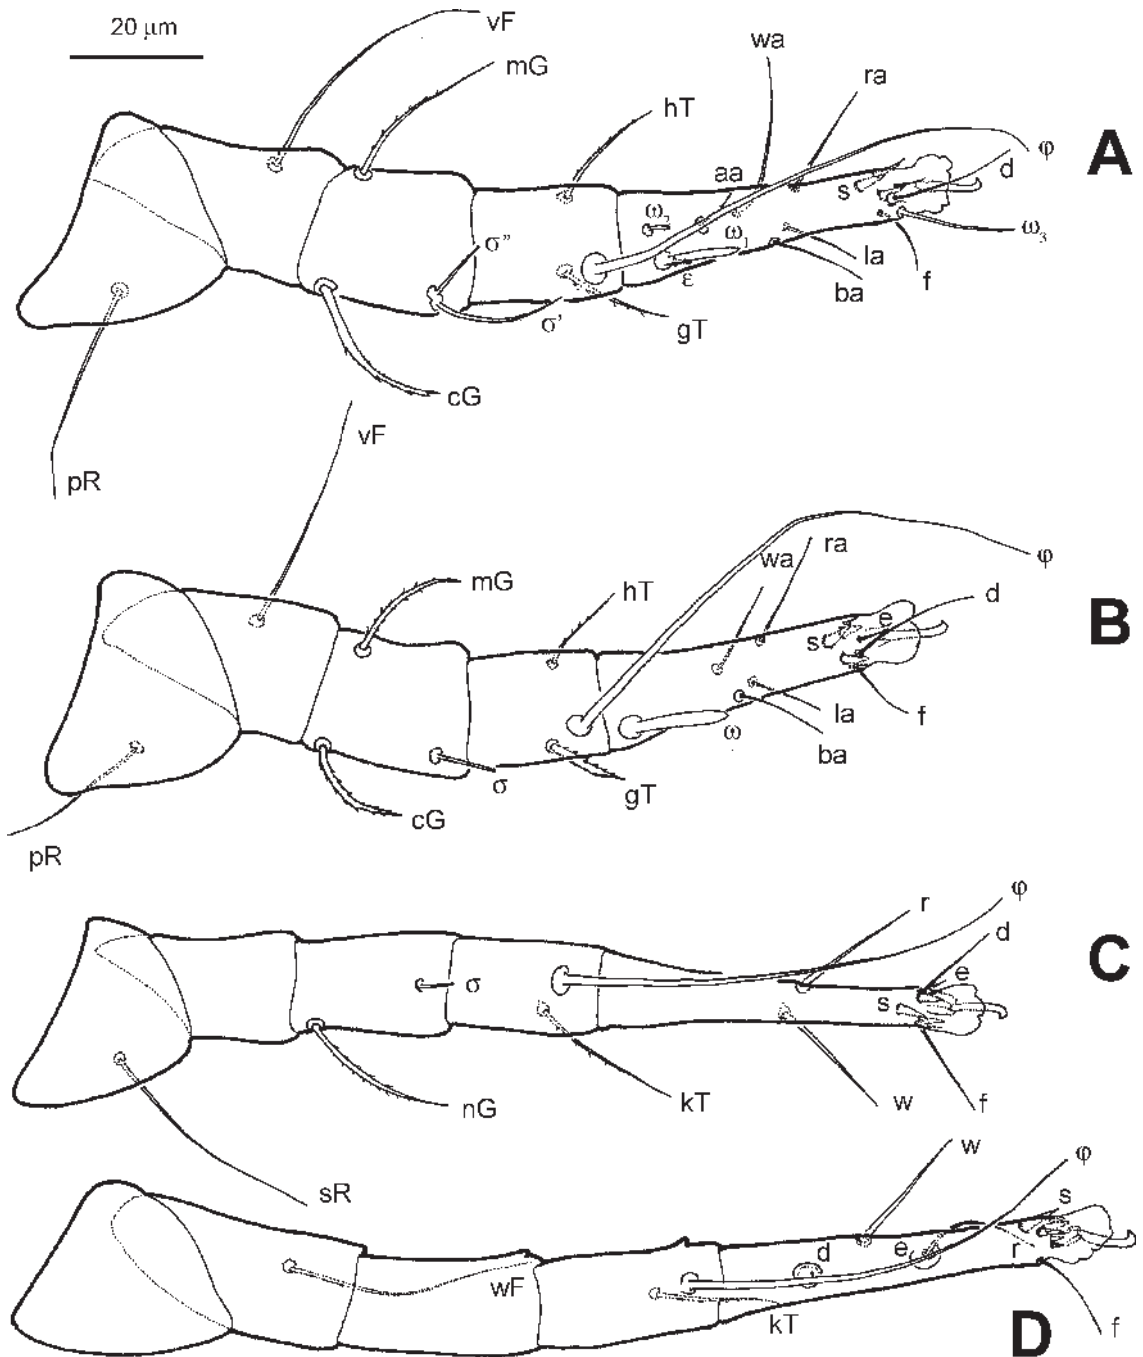 20 μm
vF
mG
wa
ra
hT
A
φ
aa
s
d
ω₂
ω₁
σ"
ω₃
la
f
ε
ba
σ'
gT
cG
vF
pR
wa
ra
φ
mG
hT
d
B
e
s
la
f
ω
ba
σ
gT
cG
pR
r
φ
d
C
e
σ
s
nG
kT
w
f
sR
w
φ
s
d
e
r
wF
kT
D
f